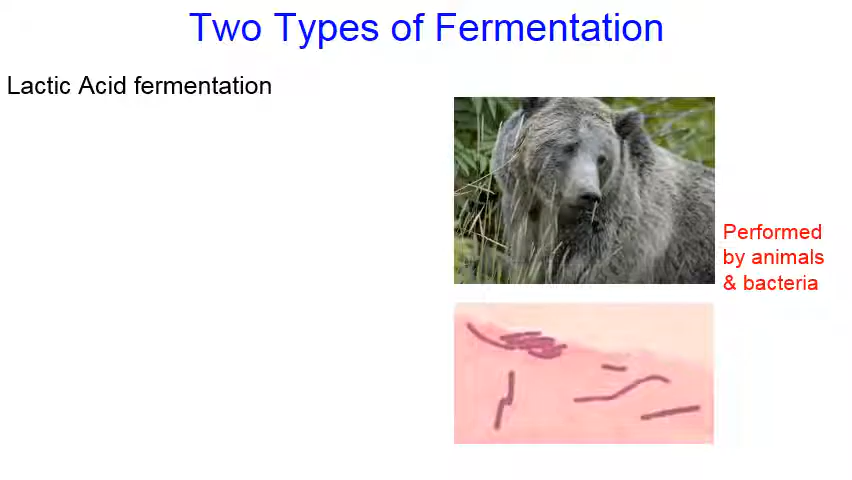 Two Types of Fermentation
Lactic Acid fermentation
Performed
by animals
& bacteria